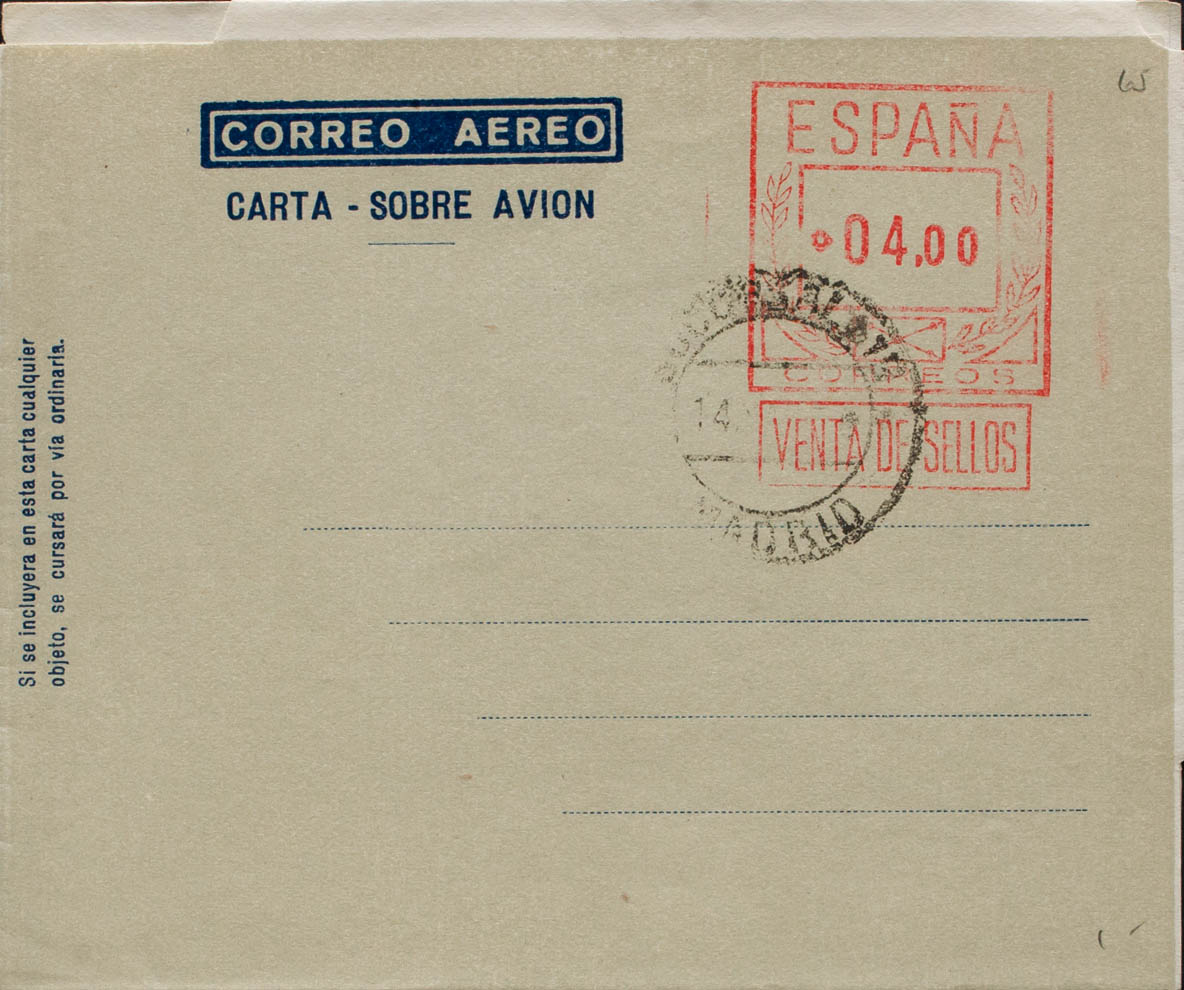 CORREO AEREO
CARTA - SOBRE AVION
ESPAÑA
04,00
CORREOS
VENTA DE SELLOS
14
MADRID
Si se incluyera en esta carta cualquier
objeto, se cursará por vía ordinaria.